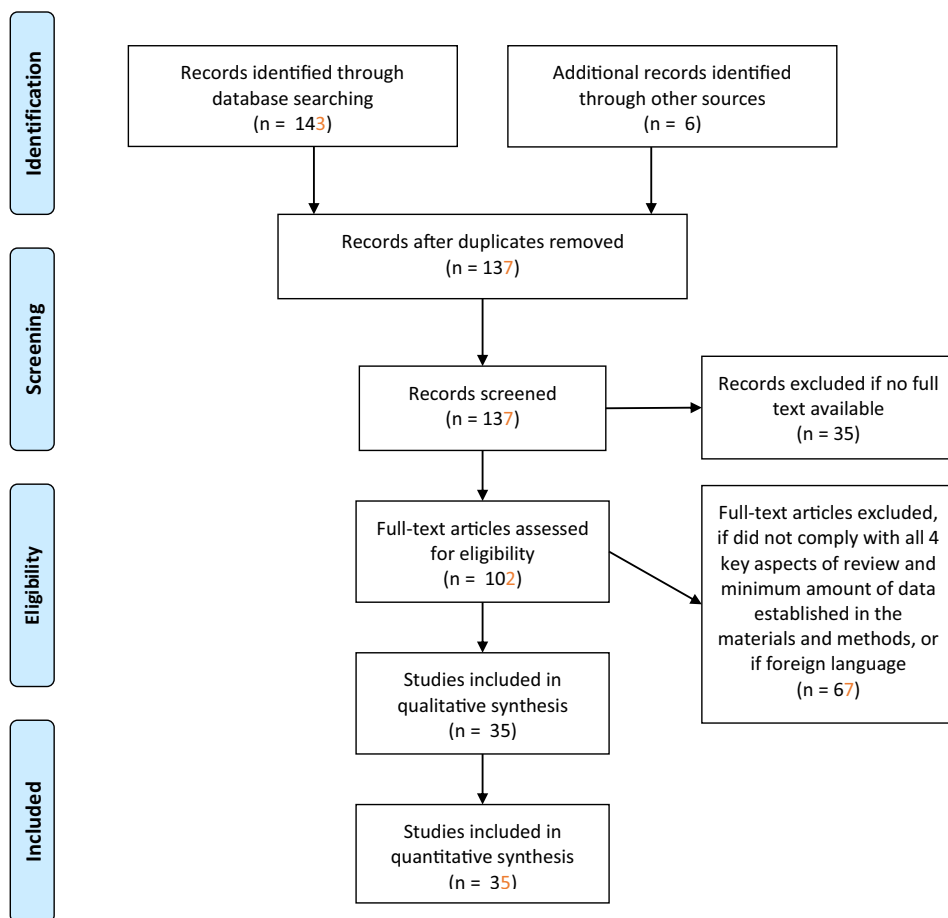 Identification
Records identified through
database searching
(n = 143)
Additional records identified
through other sources
(n = 6)
Screening
Records after duplicates removed
(n = 137)
Records screened
(n = 137)
Records excluded if no full
text available
(n = 35)
Eligibility
Full-text articles assessed
for eligibility
(n = 102)
Full-text articles excluded,
if did not comply with all 4
key aspects of review and
minimum amount of data
established in the
materials and methods, or
if foreign language
(n = 67)
Studies included in
qualitative synthesis
(n = 35)
Included
Studies included in
quantitative synthesis
(n = 35)